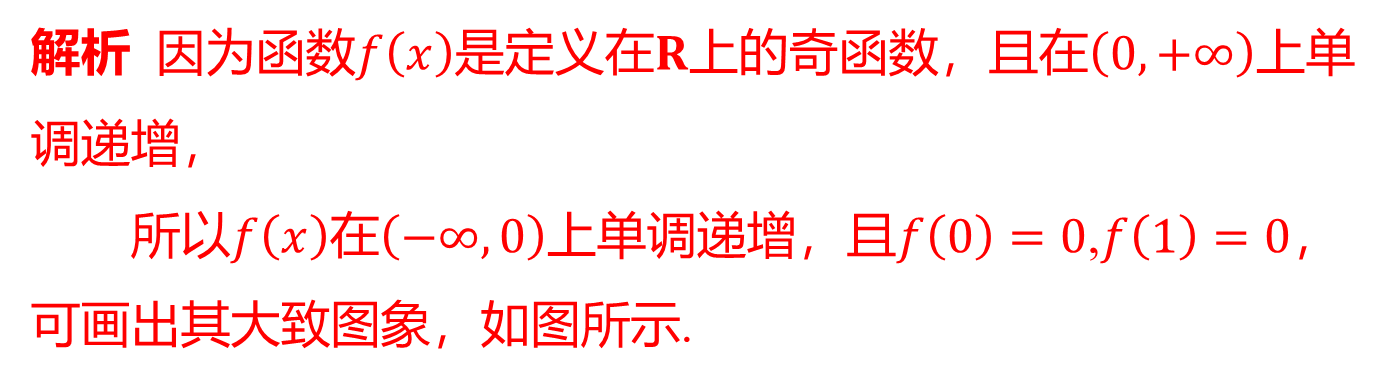 解析 因为函数f(x)是定义在R上的奇函数，且在(0,+∞)上单
调递增，
所以f(x)在(−∞,0)上单调递增，且f(0)=0,f(1)=0，
可画出其大致图象，如图所示.